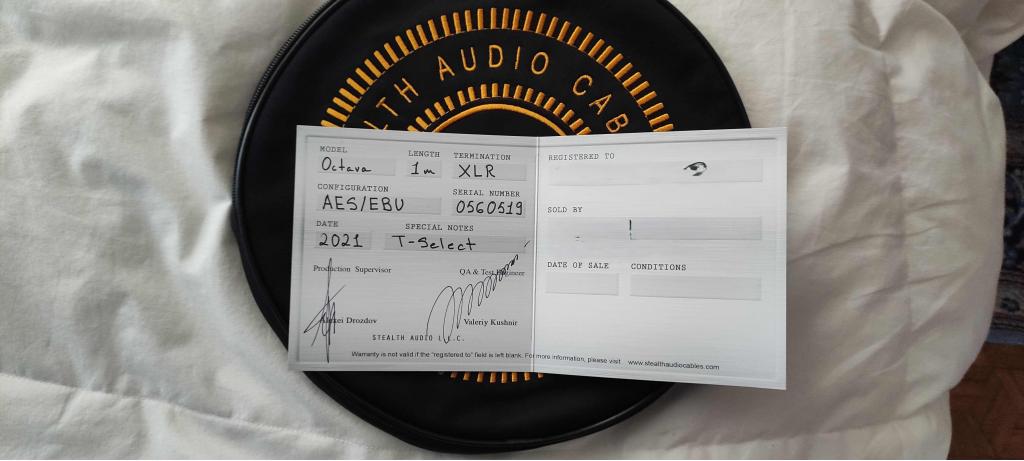 LTH AUDIO CAB
MODEL LENGTH TERMINATION
Octava 1m XLR
CONFIGURATION SERIAL NUMBER
AES/EBU 0560519
DATE SPECIAL NOTES
2021 T-Select
Production Supervisor QA & Test Engineer
Alexei Drozdov Valeriy Kushnir
STEALTH AUDIO L.L.C.
REGISTERED TO
SOLD BY
DATE OF SALE CONDITIONS
Warranty is not valid if the "registered to" field is left blank. For more information, please visit www.stealthaudiocables.com